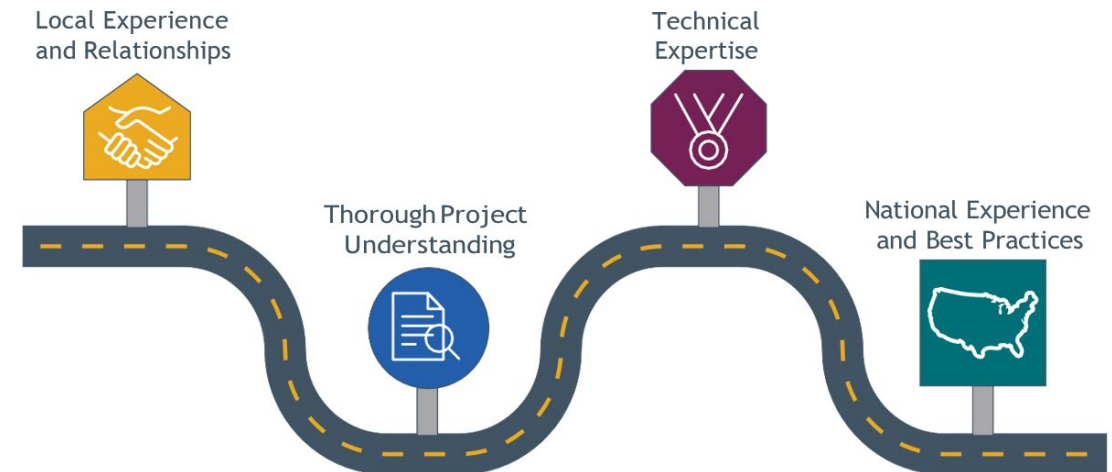 Local Experience
and Relationships
Thorough Project
Understanding
Technical
Expertise
National Experience
and Best Practices